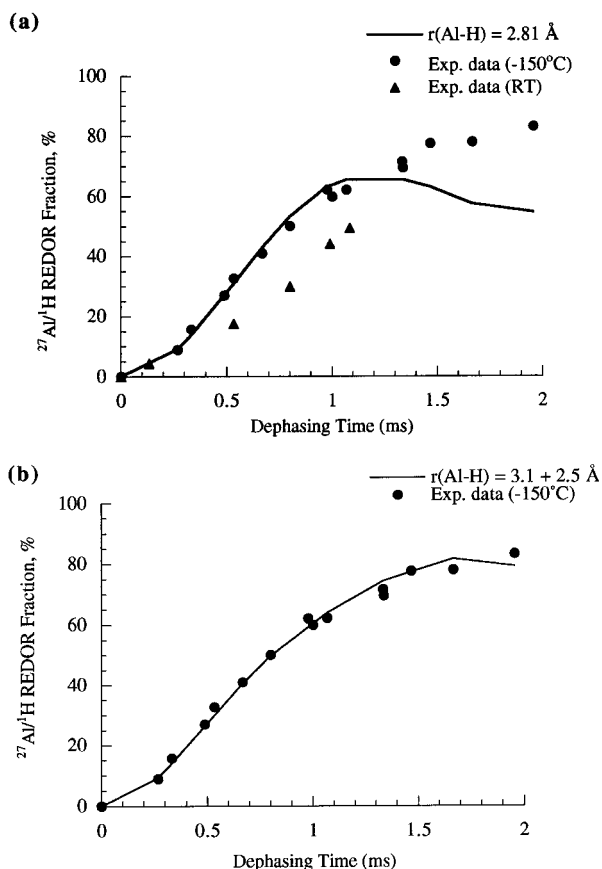 (a)
r(Al-H) = 2.81 Å
Exp. data (-150°C)
Exp. data (RT)
100
80
60
40
20
0
²⁷Al/¹H REDOR Fraction, %
0 0.5 1 1.5 2
Dephasing Time (ms)
(b)
r(Al-H) = 3.1 + 2.5 Å
Exp. data (-150°C)
100
80
60
40
20
0
²⁷Al/¹H REDOR Fraction, %
0 0.5 1 1.5 2
Dephasing Time (ms)